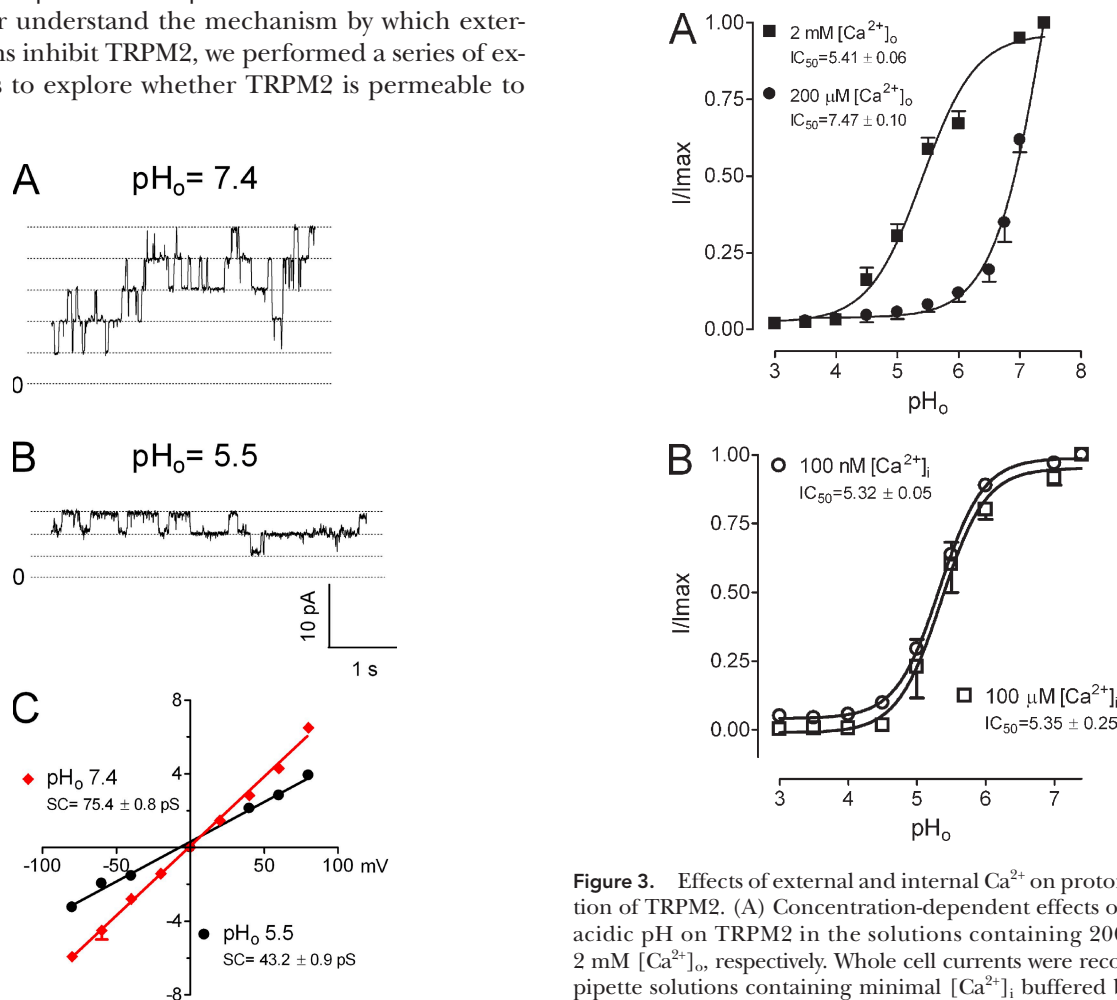 r understand the mechanism by which exter-
ns inhibit TRPM2, we performed a series of ex-
s to explore whether TRPM2 is permeable to
A
pHo= 7.4
0
B
pHo= 5.5
0
10 pA
1 s
C
8
4
-4
-8
-100
-50
50
100
mV
pHo 7.4
SC= 75.4 ± 0.8 pS
pHo 5.5
SC= 43.2 ± 0.9 pS
A
2 mM [Ca2+]o
IC50=5.41 ± 0.06
200 μM [Ca2+]o
IC50=7.47 ± 0.10
I/Imax
1.00
0.75
0.50
0.25
0.00
3 4 5 6 7 8
pHo
B
100 nM [Ca2+]i
IC50=5.32 ± 0.05
100 μM [Ca2+]i
IC50=5.35 ± 0.25
I/Imax
1.00
0.75
0.50
0.25
0.00
3 4 5 6 7
pHo
Figure 3. Effects of external and internal Ca2+ on proton
tion of TRPM2. (A) Concentration-dependent effects o
acidic pH on TRPM2 in the solutions containing 200
2 mM [Ca2+]o, respectively. Whole cell currents were reco
pipette solutions containing minimal [Ca2+]i buffered b